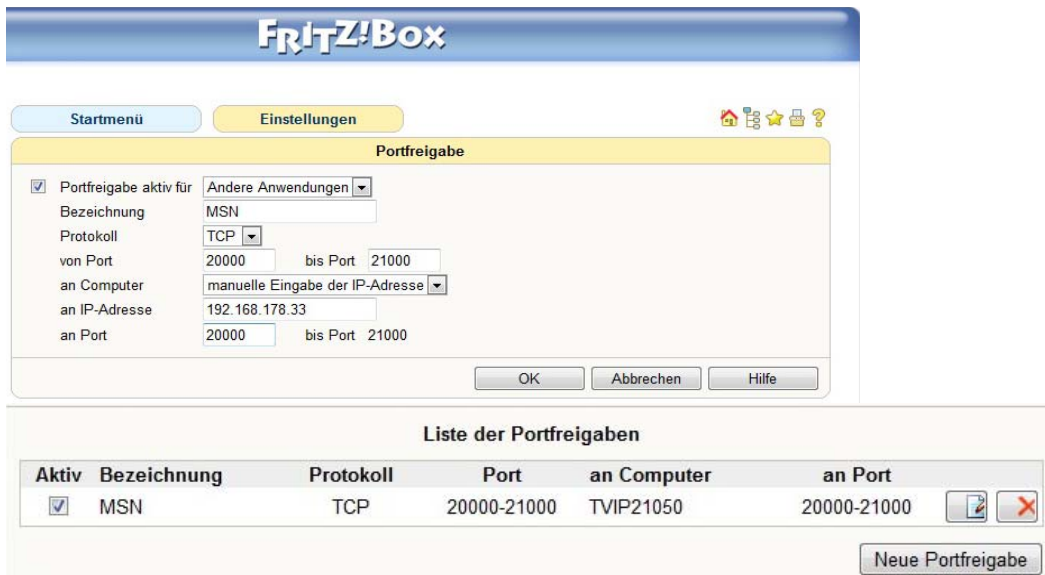 FRITZ!Box
Startmenü Einstellungen
Portfreigabe
Portfreigabe aktiv für Andere Anwendungen
Bezeichnung MSN
Protokoll TCP
von Port 20000 bis Port 21000
an Computer manuelle Eingabe der IP-Adresse
an IP-Adresse 192.168.178.33
an Port 20000 bis Port 21000
OK Abbrechen Hilfe
Liste der Portfreigaben
Aktiv Bezeichnung Protokoll Port an Computer an Port
MSN TCP 20000-21000 TVIP21050 20000-21000
Neue Portfreigabe